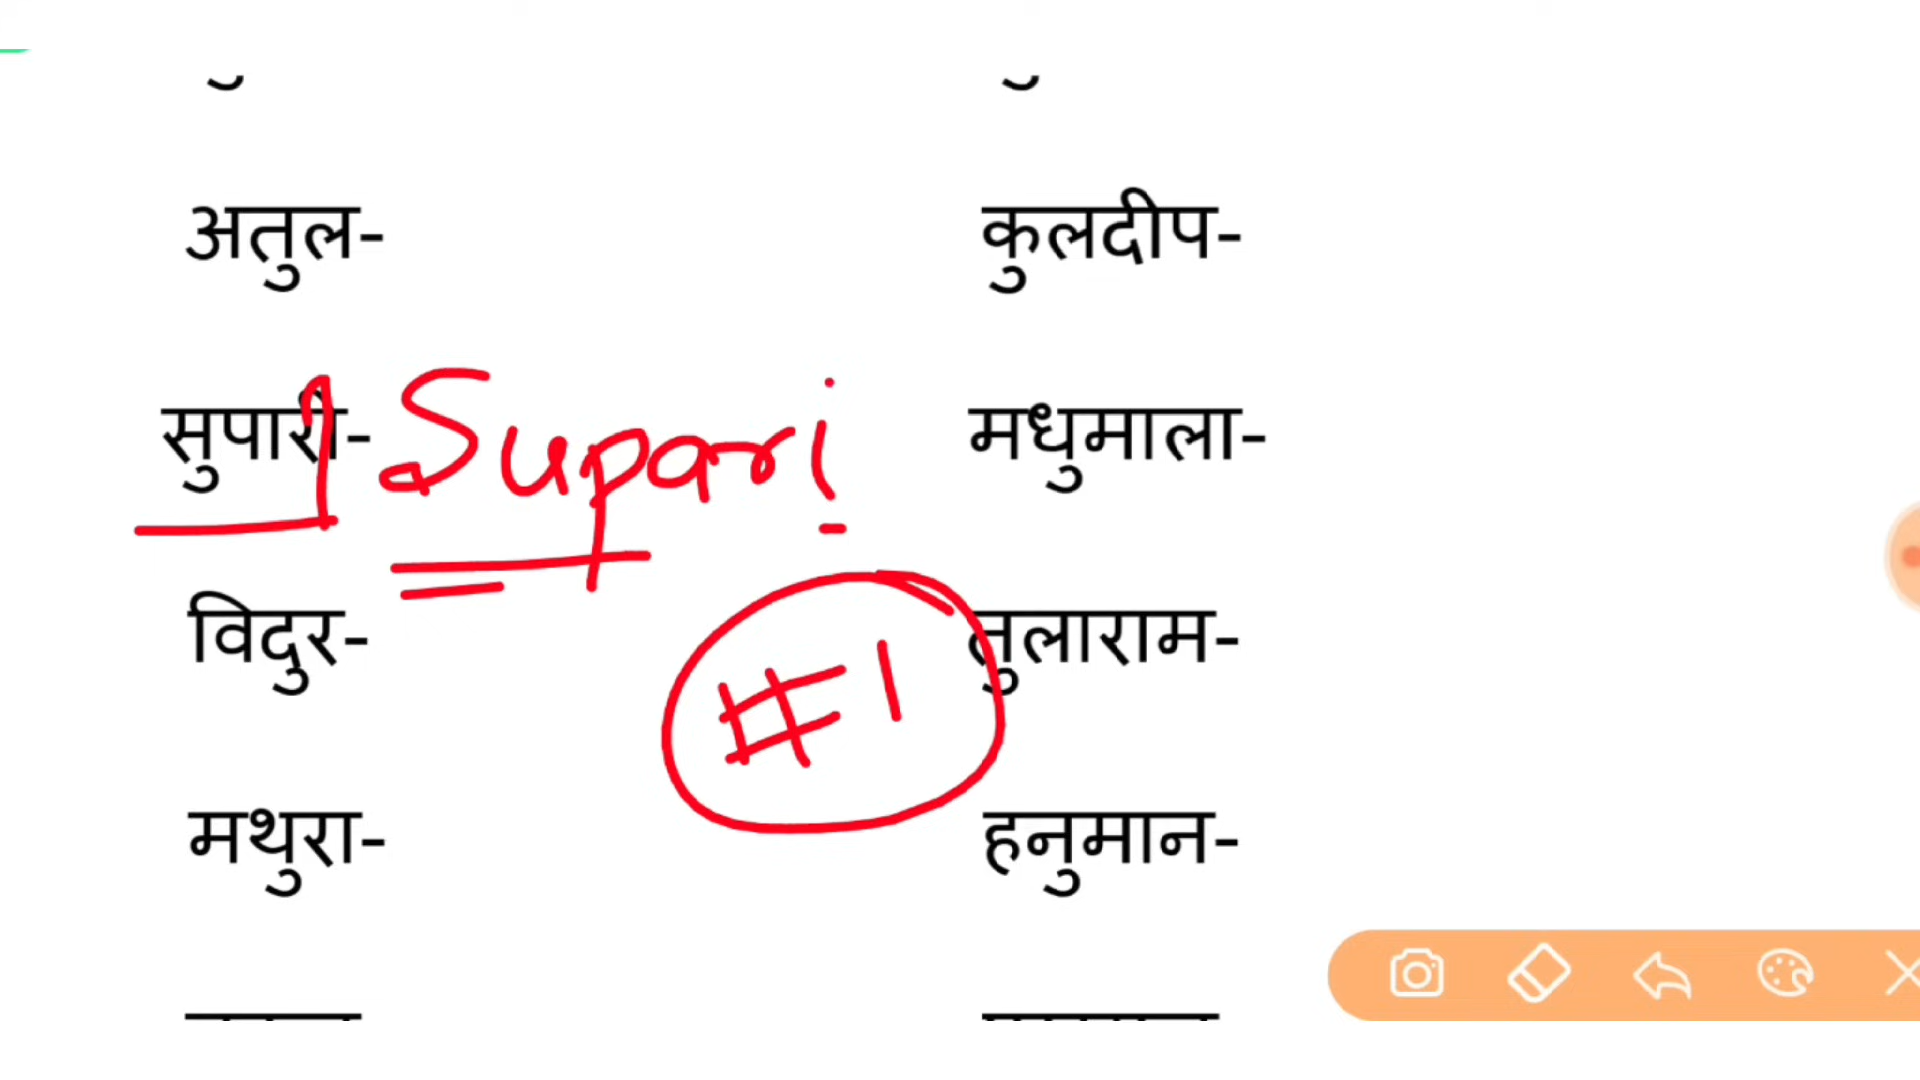 अतुल- कुलदीप-
सुपारी- Supari मधुमाला-
विदुर- तुलाराम-
#1
मथुरा- हनुमान-